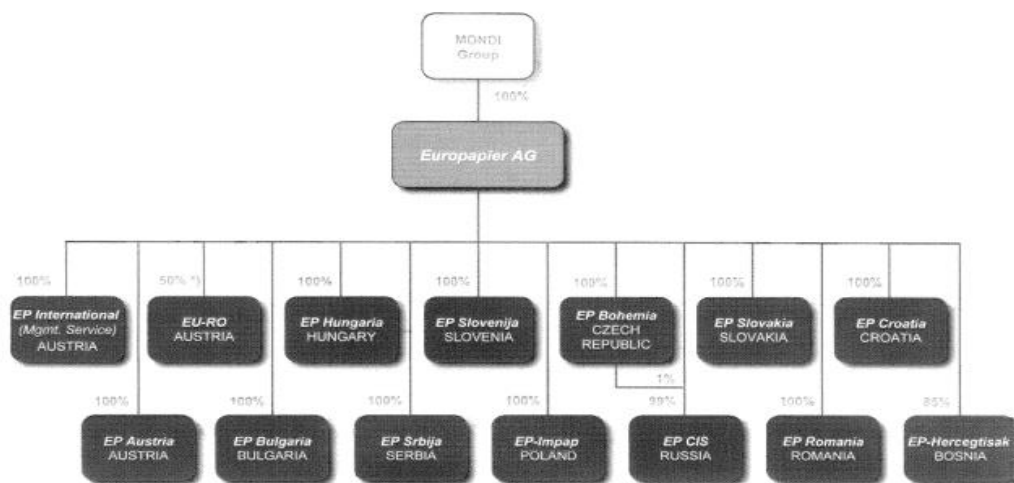 MONDI
Group
100%
Europapier AG
100%
50% *)
100%
100%
100%
100%
100%
EP International
(Mgmt. Service)
AUSTRIA
EU-RO
AUSTRIA
EP Hungaria
HUNGARY
EP Slovenija
SLOVENIA
EP Bohemia
CZECH
REPUBLIC
EP Slovakia
SLOVAKIA
EP Croatia
CROATIA
1%
100%
100%
100%
100%
99%
100%
EP Austria
AUSTRIA
EP Bulgaria
BULGARIA
EP Srbija
SERBIA
EP-Impap
POLAND
EP CIS
RUSSIA
EP Romania
ROMANIA
EP-Hercegtisak
BOSNIA